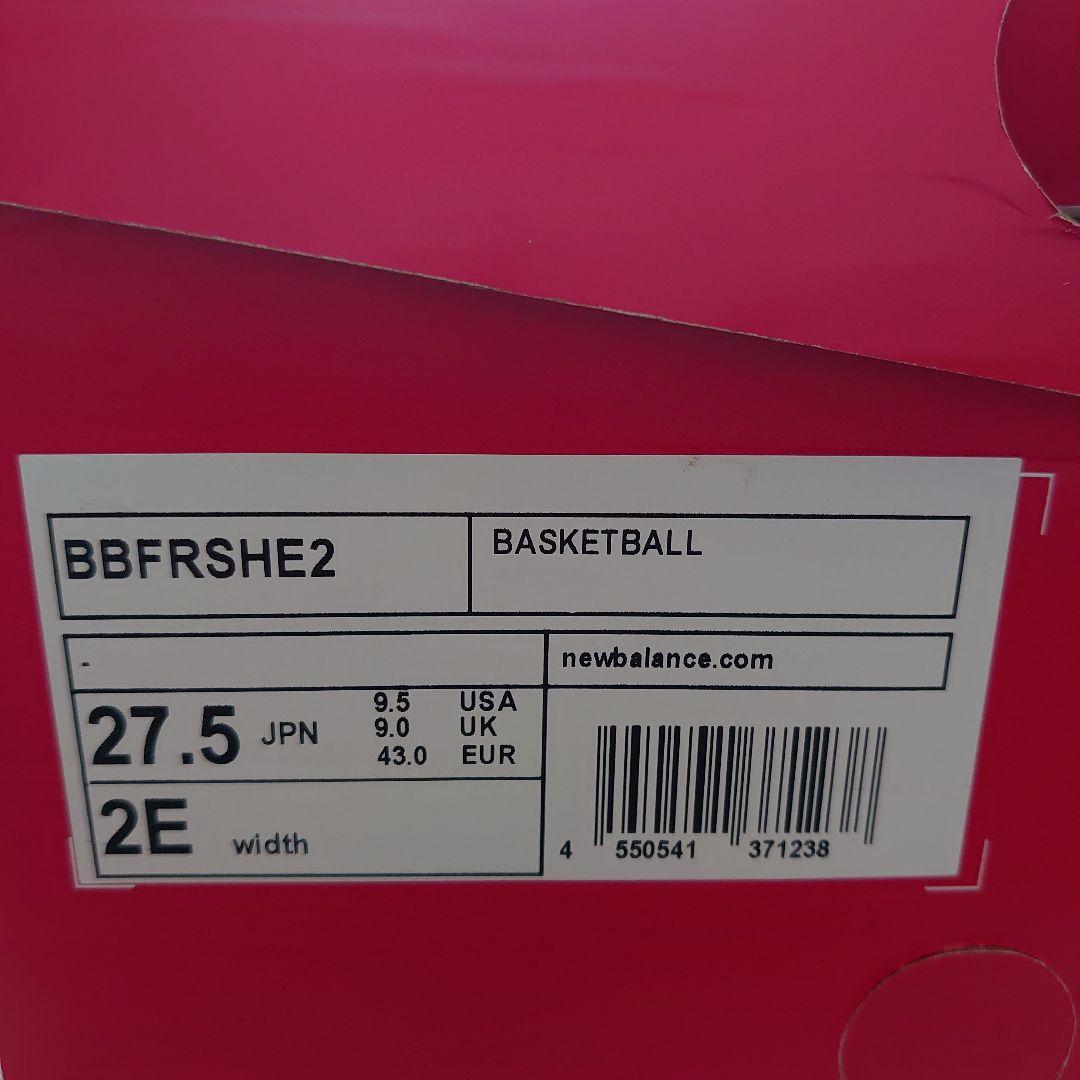 BBFRSHE2
BASKETBALL
-
newbalance.com
27.5 JPN
9.5 USA
9.0 UK
43.0 EUR
2E width
4 550541 371238